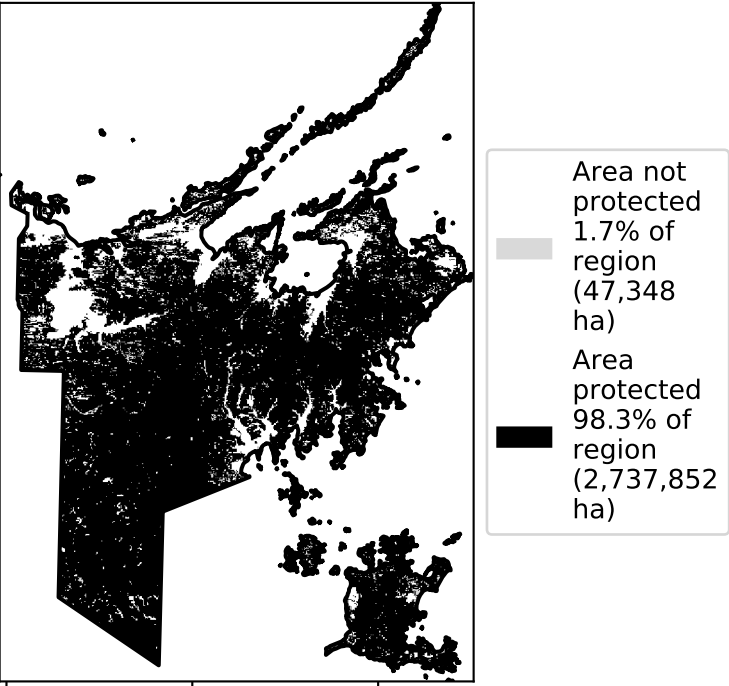 Area not
protected
1.7% of
region
(47,348
ha)
Area
protected
98.3% of
region
(2,737,852
ha)